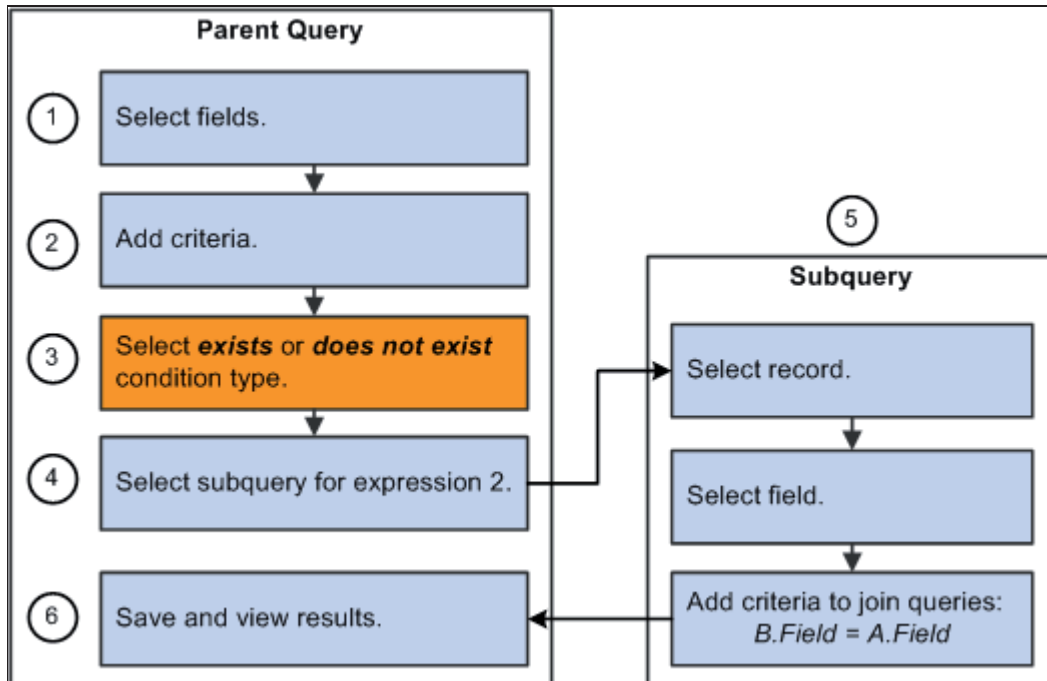 Parent Query
1
Select fields.
2
Add criteria.
3
Select exists or does not exist
condition type.
4
Select subquery for expression 2.
5
Subquery
Select record.
Select field.
Add criteria to join queries:
B.Field = A.Field
6
Save and view results.